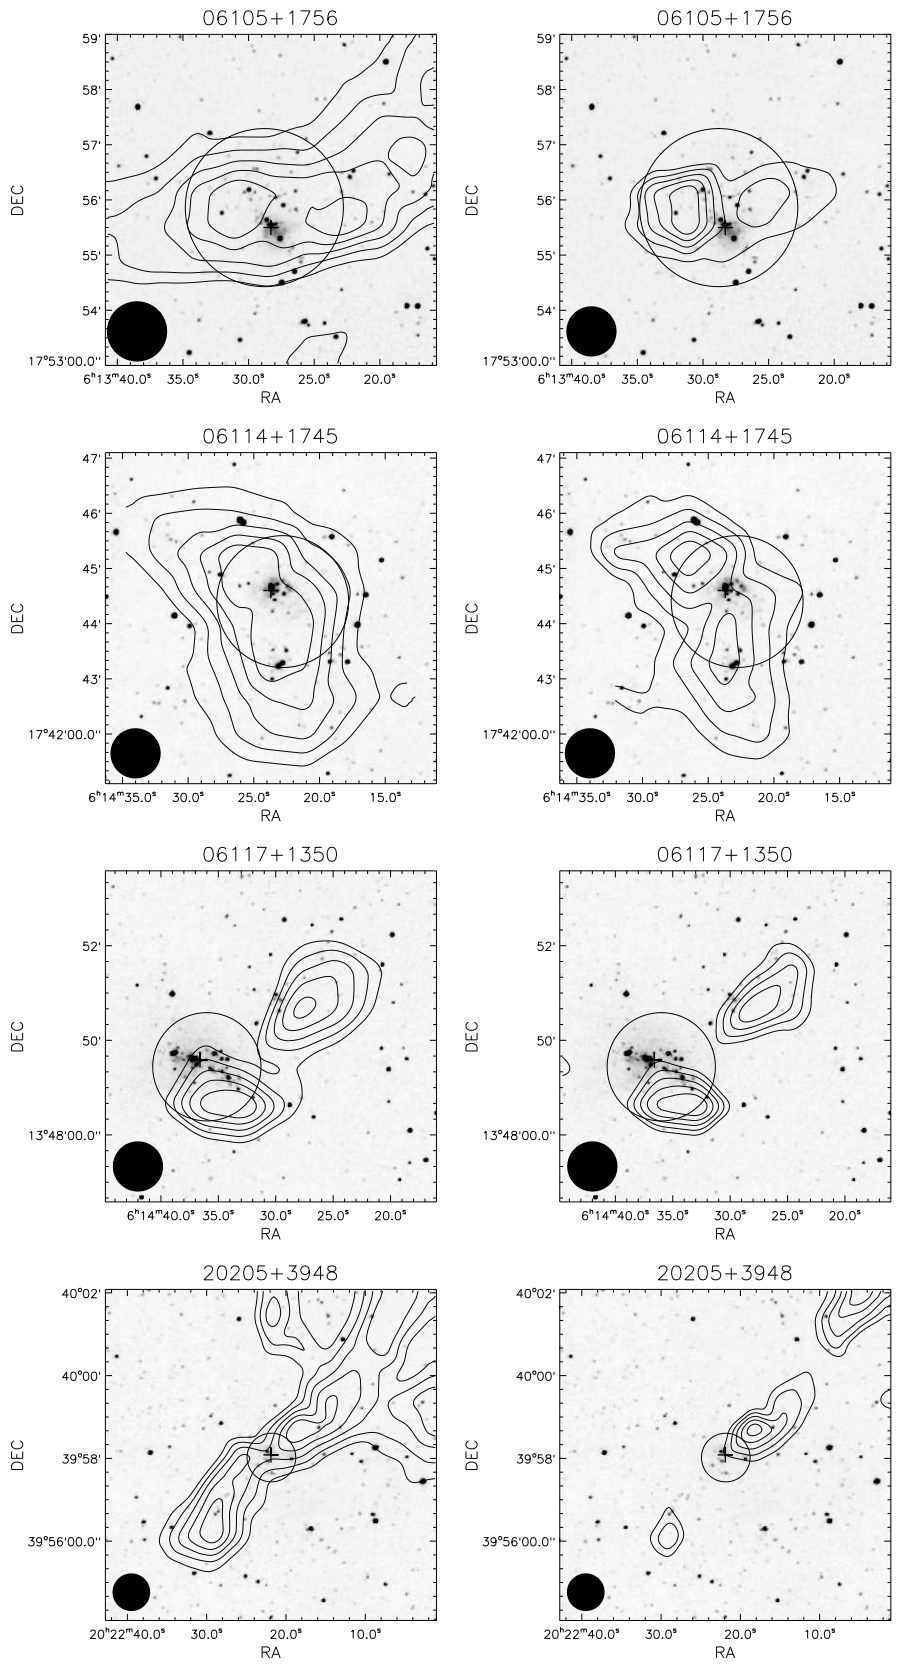 06105+1756 06105+1756
59' 59'
58' 58'
57' 57'
DEC 56' DEC 56'
55' 55'
54' 54'
17°53'00.0" 17°53'00.0"
6ʰ13ᵐ40.0ˢ 35.0ˢ 30.0ˢ 25.0ˢ 20.0ˢ 6ʰ13ᵐ40.0ˢ 35.0ˢ 30.0ˢ 25.0ˢ 20.0ˢ
RA RA
06114+1745 06114+1745
47' 47'
46' 46'
45' 45'
DEC 44' DEC 44'
43' 43'
17°42'00.0" 17°42'00.0"
6ʰ14ᵐ35.0ˢ 30.0ˢ 25.0ˢ 20.0ˢ 15.0ˢ 6ʰ14ᵐ35.0ˢ 30.0ˢ 25.0ˢ 20.0ˢ 15.0ˢ
RA RA
06117+1350 06117+1350
52' 52'
DEC 50' DEC 50'
13°48'00.0" 13°48'00.0"
6ʰ14ᵐ40.0ˢ 35.0ˢ 30.0ˢ 25.0ˢ 20.0ˢ 6ʰ14ᵐ40.0ˢ 35.0ˢ 30.0ˢ 25.0ˢ 20.0ˢ
RA RA
20205+3948 20205+3948
40°02' 40°02'
40°00' 40°00'
DEC 39°58' DEC 39°58'
39°56'00.0" 39°56'00.0"
20ʰ22ᵐ40.0ˢ 30.0ˢ 20.0ˢ 10.0ˢ 20ʰ22ᵐ40.0ˢ 30.0ˢ 20.0ˢ 10.0ˢ
RA RA